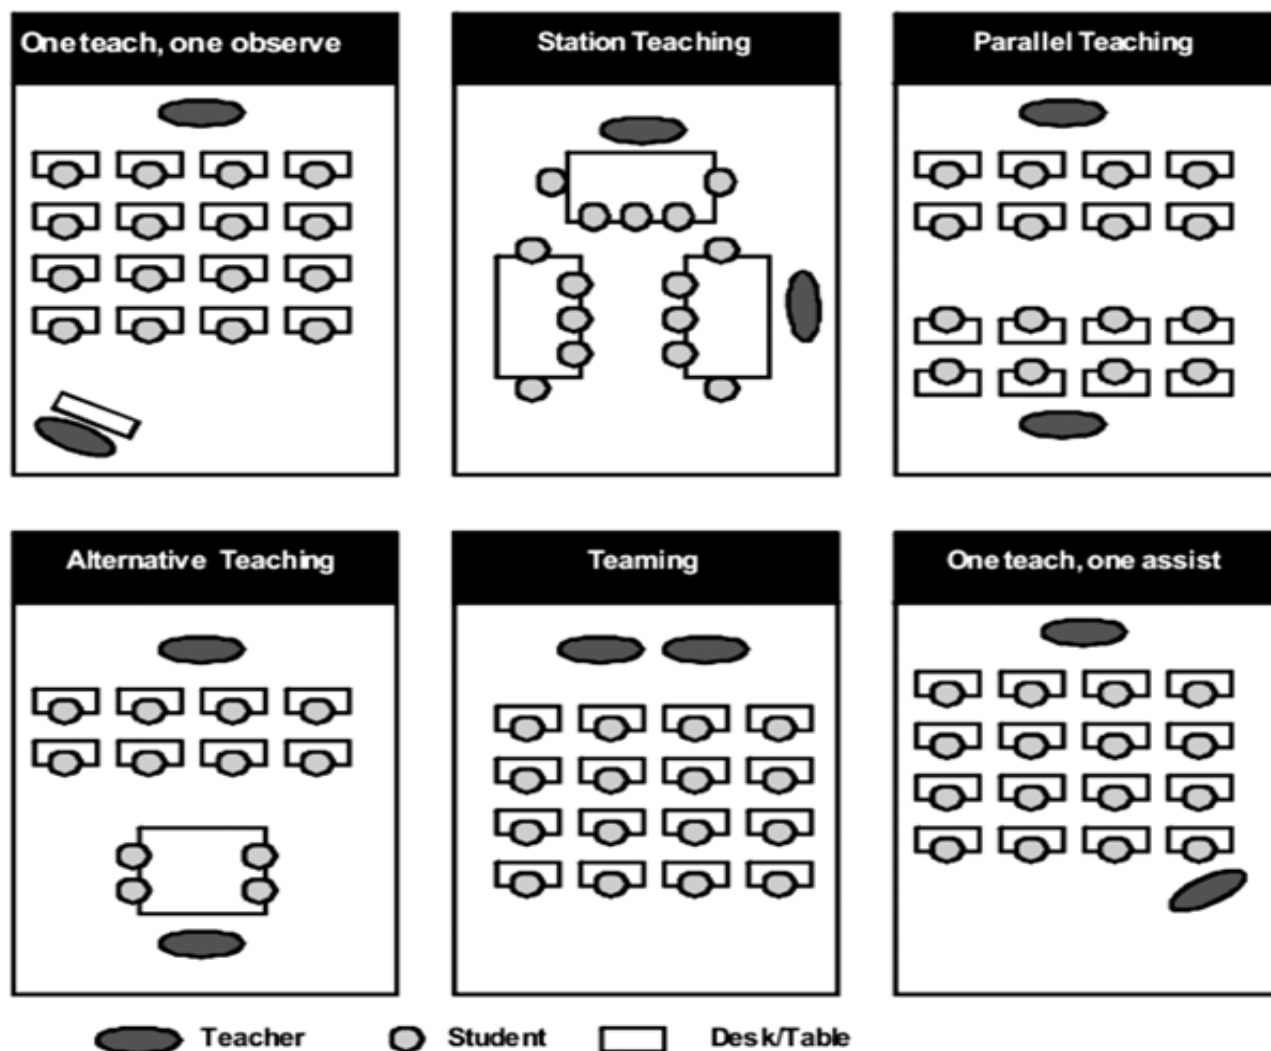 One teach, one observe
Station Teaching
Parallel Teaching
Alternative Teaching
Teaming
One teach, one assist
Teacher
Student
Desk/Table